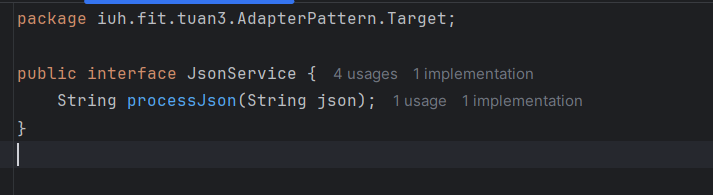 package iuh.fit.tuan3.AdapterPattern.Target;
public interface JsonService { 4 usages 1 implementation
String processJson(String json); 1 usage 1 implementation
}